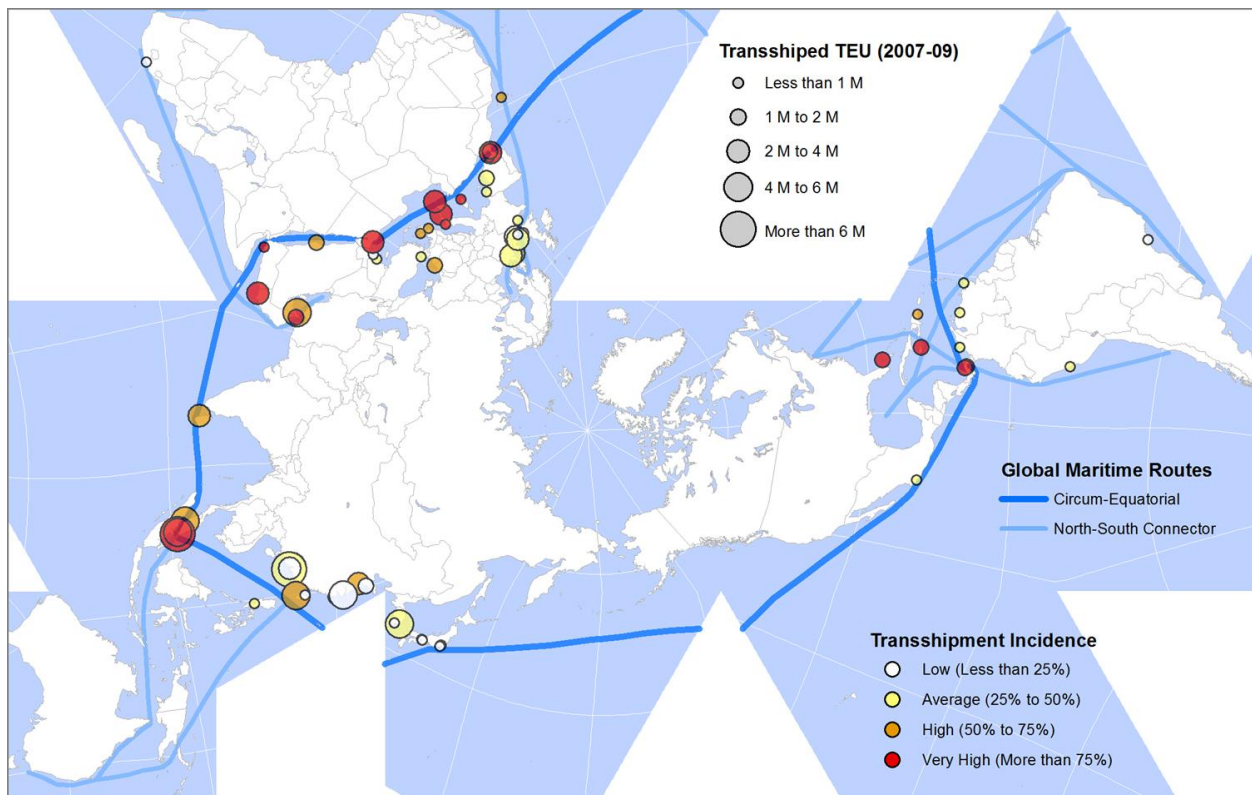 Transshiped TEU (2007-09)
Less than 1 M
1 M to 2 M
2 M to 4 M
4 M to 6 M
More than 6 M
Global Maritime Routes
Circum-Equatorial
North-South Connector
Transshipment Incidence
Low (Less than 25%)
Average (25% to 50%)
High (50% to 75%)
Very High (More than 75%)